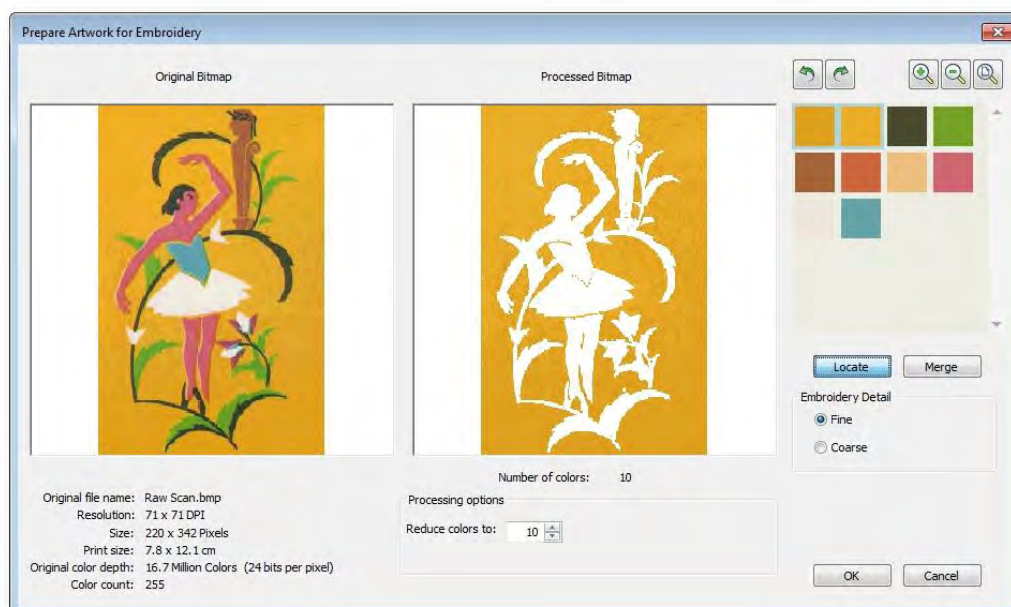 Prepare Artwork for Embroidery
Original Bitmap
Processed Bitmap
Locate
Merge
Embroidery Detail
Fine
Coarse
Number of colors: 10
Processing options
Reduce colors to: 10
Original file name: Raw Scan.bmp
Resolution: 71 x 71 DPI
Size: 220 x 342 Pixels
Print size: 7.8 x 12.1 cm
Original color depth: 16.7 Million Colors (24 bits per pixel)
Color count: 255
OK
Cancel